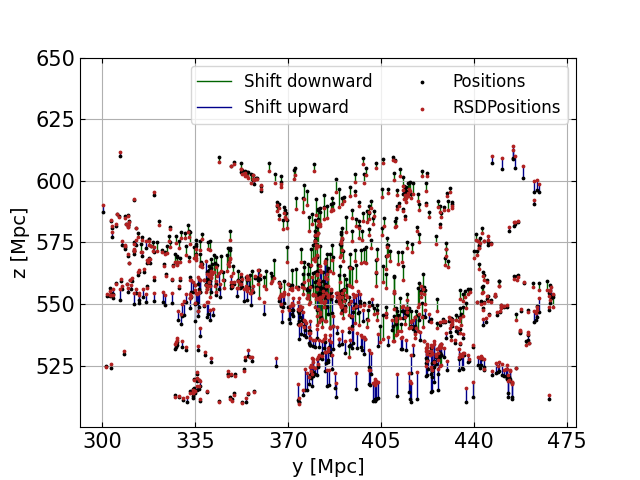 650
625
600
575
550
525
300 335 370 405 440 475
y [Mpc]
z [Mpc]
Shift downward
Shift upward
Positions
RSDPositions